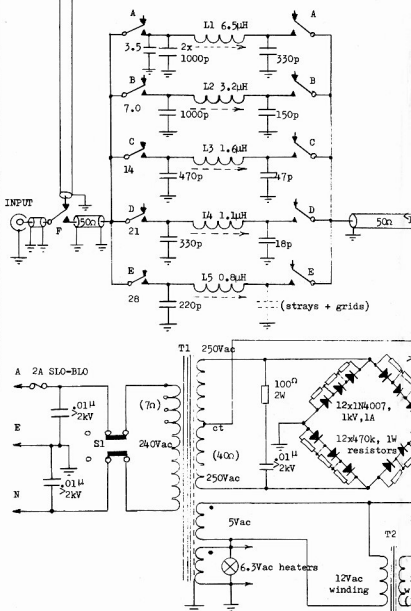 A
L1 6.5µH
A
3.5
2x
1000p
330p
B
L2 3.2µH
B
7.0
1000p
150p
C
L3 1.6µH
C
14
470p
47p
INPUT
F
50Ω
D
L4 1.1µH
D
50Ω
21
330p
18p
E
L5 0.8µH
E
28
220p
(strays + grids)
T1
250Vac
A
2A SLO-BLO
.01µ
2kV
(7Ω)
100Ω
2W
12x1N4007,
1kV,1A
E
S1
240Vac
ct
(40Ω)
12x470k, 1W
resistors
.01µ
2kV
.01µ
2kV
N
250Vac
5Vac
T2
6.3Vac heaters
12Vac
winding